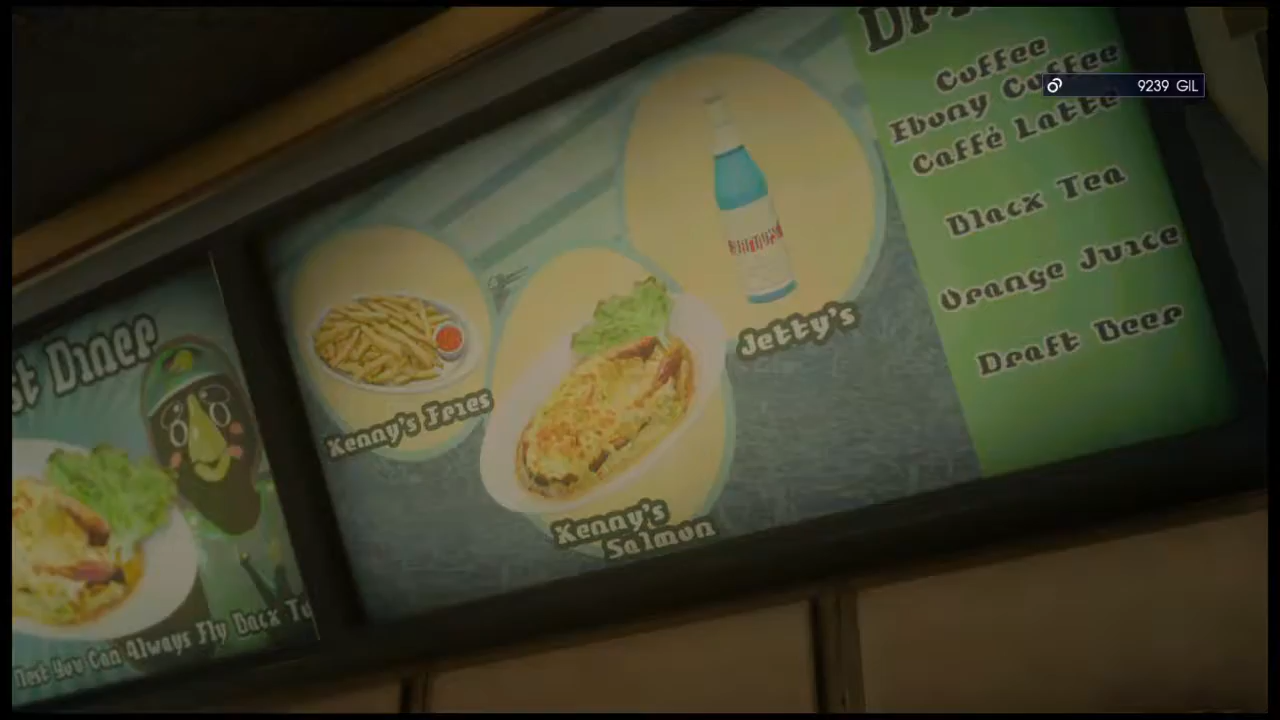 st Diner
Nest You Can Always Fly Back To
Kenny's Fries
Kenny's
Salmon
Jetty's
Coffee
Ebony Coffee
Caffé Latte
Black Tea
Orange Juice
Draft Beer
9239 GIL